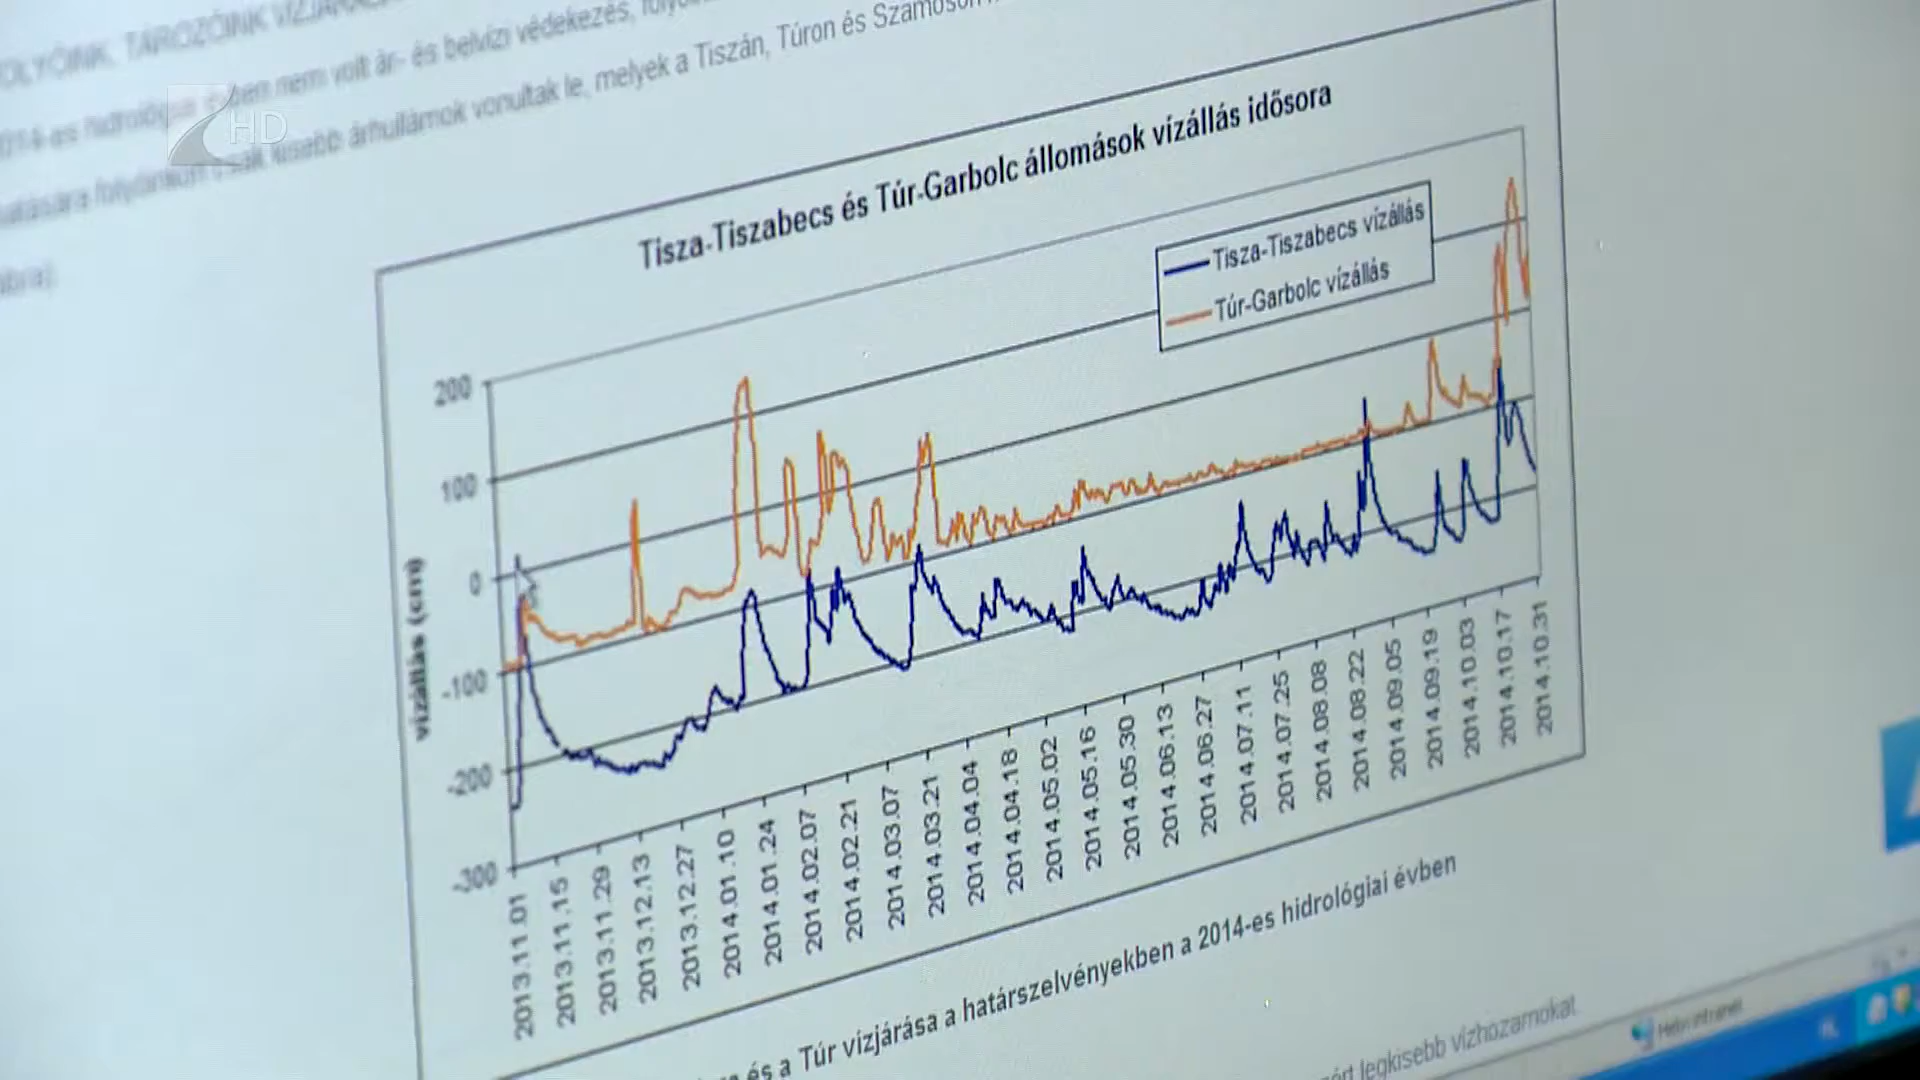 OLYÓINK, TÁROZÓINK VÍZJÁRÁSA
2014-es hidrológiai évben nem volt ár- és belvízi védekezés,
hatására folyóinkon csak kisebb árhullámok vonultak le, melyek a Tiszán, Túron és Szamoson
ábra).
HD
Tisza-Tiszabecs és Túr-Garbolc állomások vízállás idősora
Tisza-Tiszabecs vízállás
Túr-Garbolc vízállás
vízállás (cm)
200
100
0
-100
-200
-300
2013.11.01
2013.11.15
2013.11.29
2013.12.13
2013.12.27
2014.01.10
2014.01.24
2014.02.07
2014.02.21
2014.03.07
2014.03.21
2014.04.04
2014.04.18
2014.05.02
2014.05.16
2014.05.30
2014.06.13
2014.06.27
2014.07.11
2014.07.25
2014.08.08
2014.08.22
2014.09.05
2014.09.19
2014.10.03
2014.10.17
2014.10.31
és a Túr vízjárása a határszelvényekben a 2014-es hidrológiai évben
legkisebb vízhozamokat
Helyi intranet